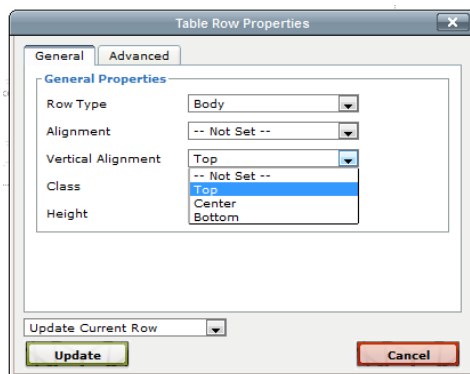 Table Row Properties
General
Advanced
General Properties
Row Type
Body
Alignment
-- Not Set --
Vertical Alignment
Top
Class
-- Not Set --
Top
Center
Bottom
Height
Update Current Row
Update
Cancel